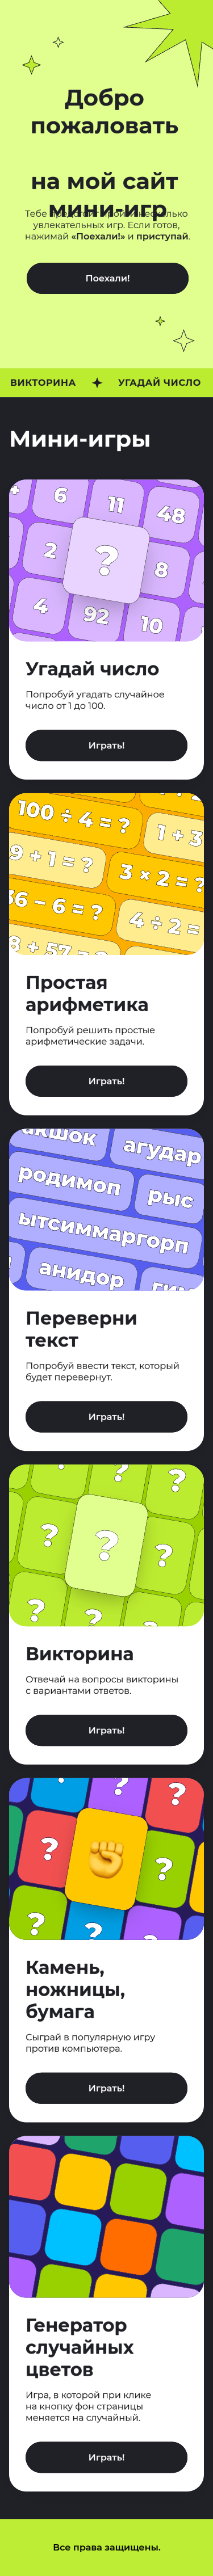 Добро
пожаловать
на мой сайт
мини-игр
Тебе предстоит пройти несколько
увлекательных игр. Если готов,
нажимай «Поехали!» и приступай.
Поехали!
ВИКТОРИНА
УГАДАЙ ЧИСЛО
Мини-игры
6 11 48
2 ? 8
4 92 10
Угадай число
Попробуй угадать случайное
число от 1 до 100.
Играть!
100 ÷ 4 = ? 1 + 3
9 + 1 = ? 3 × 2 = ?
36 − 6 = ? 4 ÷ 2 =
8 + 57 = ?
Простая
арифметика
Попробуй решить простые
арифметические задачи.
Играть!
акшок агудар
родимоп рыс
ытсиммаргорп
анидор
Переверни
текст
Попробуй ввести текст, который
будет перевернут.
Играть!
? ?
? ? ?
? ?
Викторина
Отвечай на вопросы викторины
с вариантами ответов.
Играть!
? ?
? ?
? ?
Камень,
ножницы,
бумага
Сыграй в популярную игру
против компьютера.
Играть!
Генератор
случайных
цветов
Игра, в которой при клике
на кнопку фон страницы
меняется на случайный.
Играть!
Все права защищены.